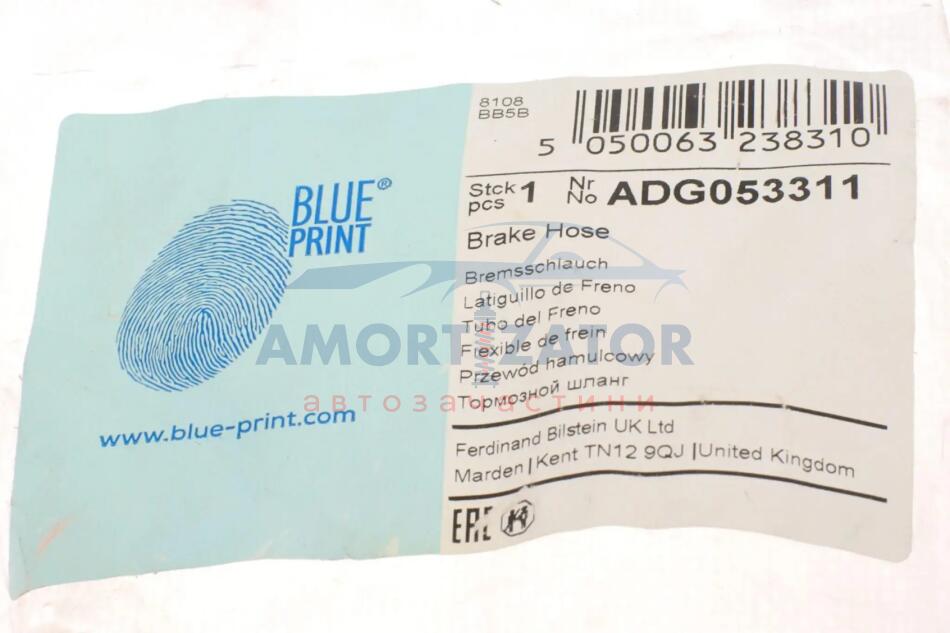 BLUE®
PRINT
www.blue-print.com
8108
BB5B
5 050063 238310
Stck
pcs 1 Nr
No ADG053311
Brake Hose
Bremsschlauch
Latiguillo de Freno
Tubo del Freno
Flexible de frein
Przewód hamulcowy
Тормозной шланг
Ferdinand Bilstein UK Ltd
Marden | Kent TN12 9QJ | United Kingdom
EAC
AMORTIZATOR
автозапчастини